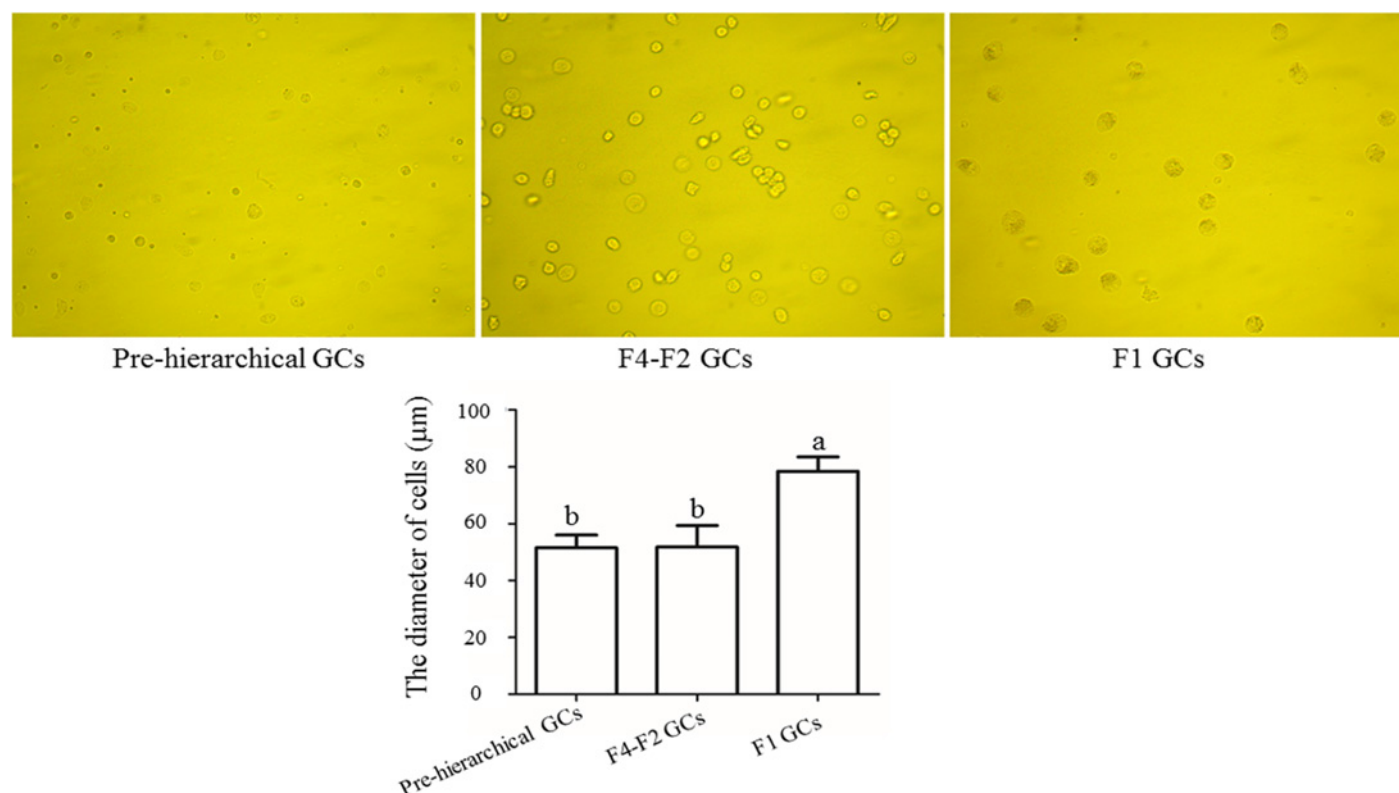 Pre-hierarchical GCs
F4-F2 GCs
F1 GCs
The diameter of cells (μm)
100
80
60
40
20
0
b
b
a
Pre-hierarchical GCs
F4-F2 GCs
F1 GCs